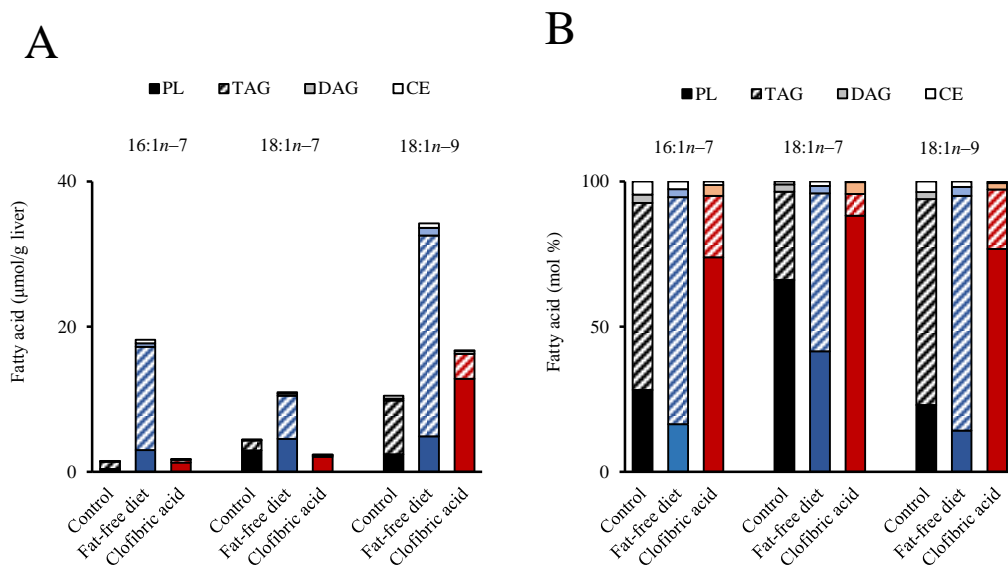 A
PL TAG DAG CE
16:1n–7 18:1n–7 18:1n–9
Fatty acid (μmol/g liver)
40
20
0
Control
Fat-free diet
Clofibric acid
Control
Fat-free diet
Clofibric acid
Control
Fat-free diet
Clofibric acid
B
PL TAG DAG CE
16:1n–7 18:1n–7 18:1n–9
Fatty acid (mol %)
100
50
0
Control
Fat-free diet
Clofibric acid
Control
Fat-free diet
Clofibric acid
Control
Fat-free diet
Clofibric acid